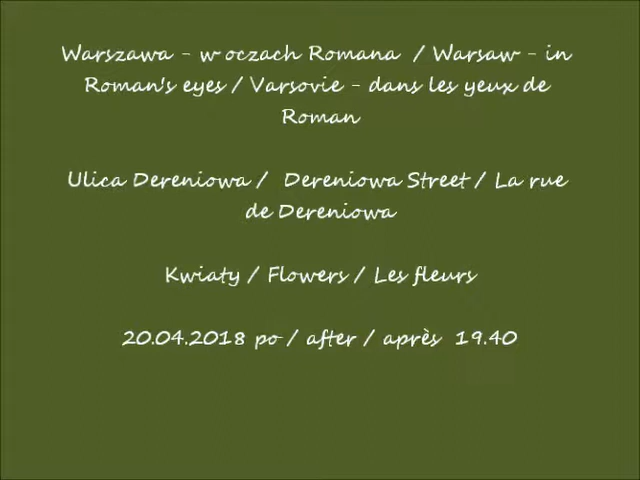 Warszawa - w oczach Romana / Warsaw - in
Roman's eyes / Varsovie - dans les yeux de
Roman
Ulica Dereniowa / Dereniowa Street / La rue
de Dereniowa
Kwiaty / Flowers / Les fleurs
20.04.2018 po / after / après 19.40